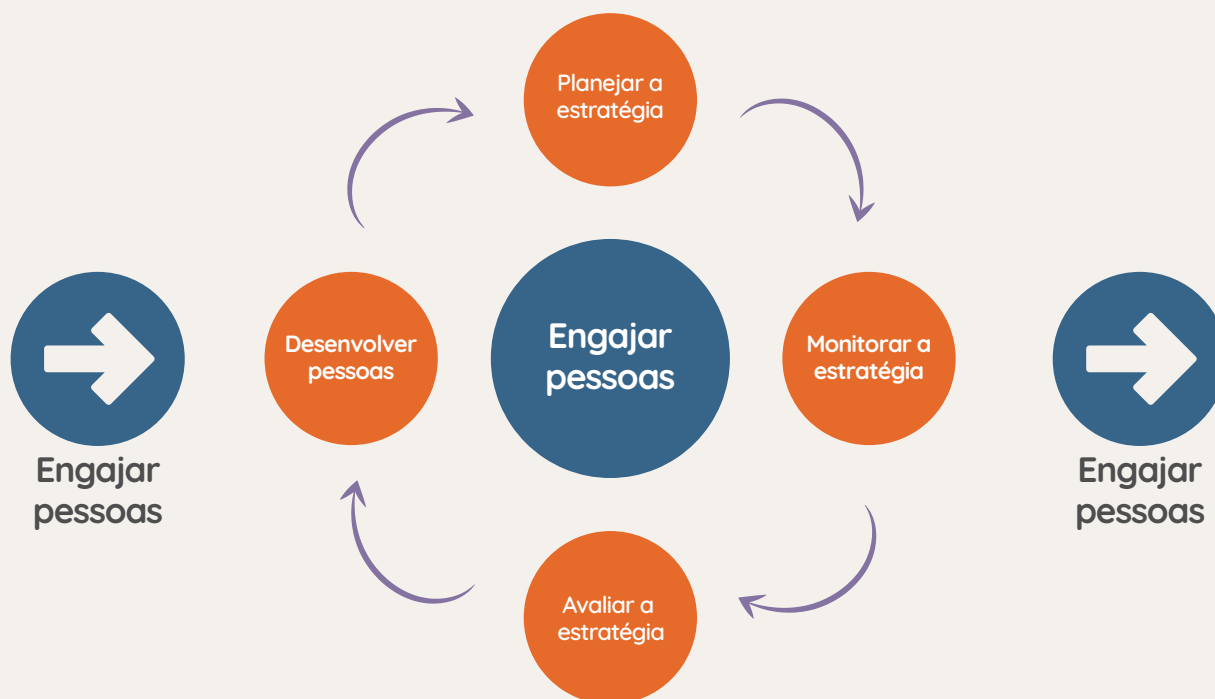 Planejar a
estratégia
Desenvolver
pessoas
Engajar
pessoas
Monitorar a
estratégia
Engajar
pessoas
Engajar
pessoas
Avaliar a
estratégia